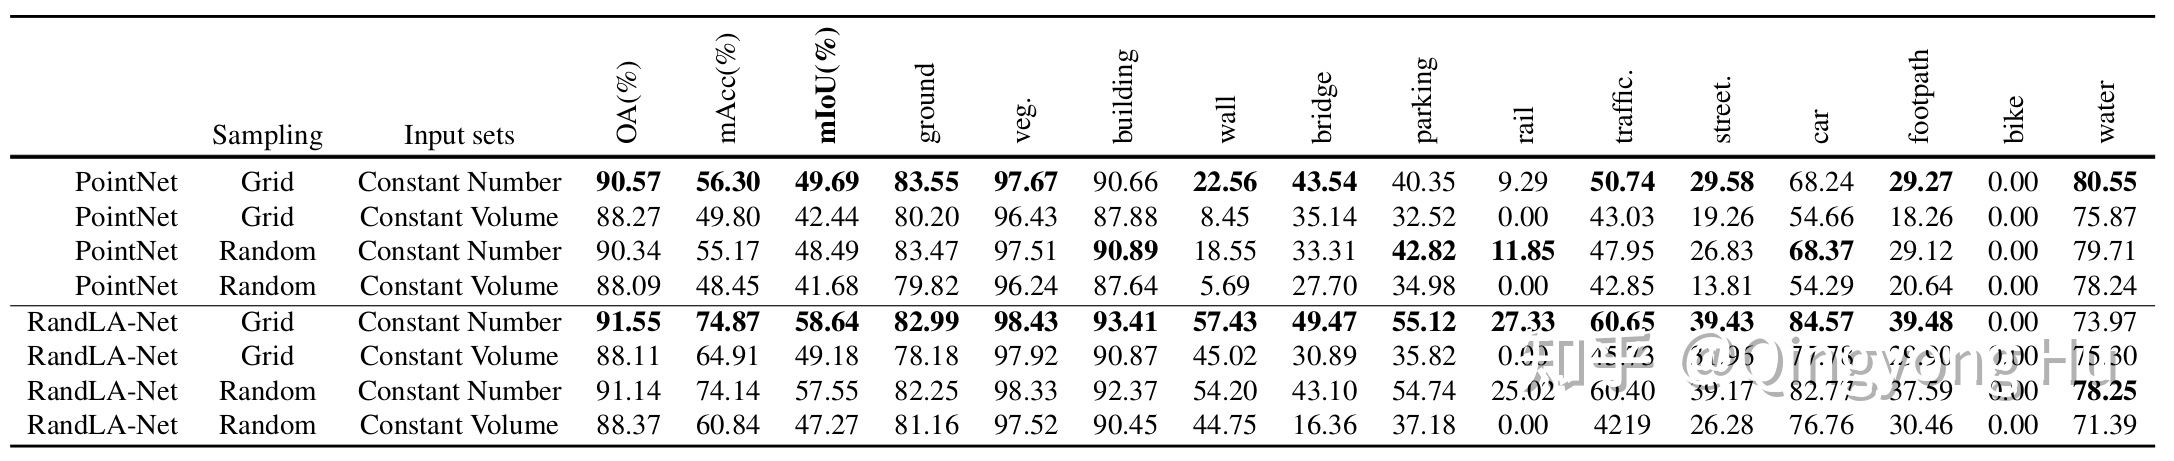 Sampling Input sets OA(%) mAcc(%) mIoU(%) ground veg. building wall bridge parking rail traffic. street. car footpath bike water
PointNet Grid Constant Number 90.57 56.30 49.69 83.55 97.67 90.66 22.56 43.54 40.35 9.29 50.74 29.58 68.24 29.27 0.00 80.55
PointNet Grid Constant Volume 88.27 49.80 42.44 80.20 96.43 87.88 8.45 35.14 32.52 0.00 43.03 19.26 54.66 18.26 0.00 75.87
PointNet Random Constant Number 90.34 55.17 48.49 83.47 97.51 90.89 18.55 33.31 42.82 11.85 47.95 26.83 68.37 29.12 0.00 79.71
PointNet Random Constant Volume 88.09 48.45 41.68 79.82 96.24 87.64 5.69 27.70 34.98 0.00 42.85 13.81 54.29 20.64 0.00 78.24
RandLA-Net Grid Constant Number 91.55 74.87 58.64 82.99 98.43 93.41 57.43 49.47 55.12 27.33 60.65 39.43 84.57 39.48 0.00 73.97
RandLA-Net Grid Constant Volume 88.11 64.91 49.18 78.18 97.92 90.87 45.02 30.89 35.82 0.00 0.00 75.30
RandLA-Net Random Constant Number 91.14 74.14 57.55 82.25 98.33 92.37 54.20 43.10 54.74 25.02 60.40 39.17 82.77 37.59 0.00 78.25
RandLA-Net Random Constant Volume 88.37 60.84 47.27 81.16 97.52 90.45 44.75 16.36 37.18 0.00 4219 26.28 76.76 30.46 0.00 71.39
知乎 @Qingyong Hu